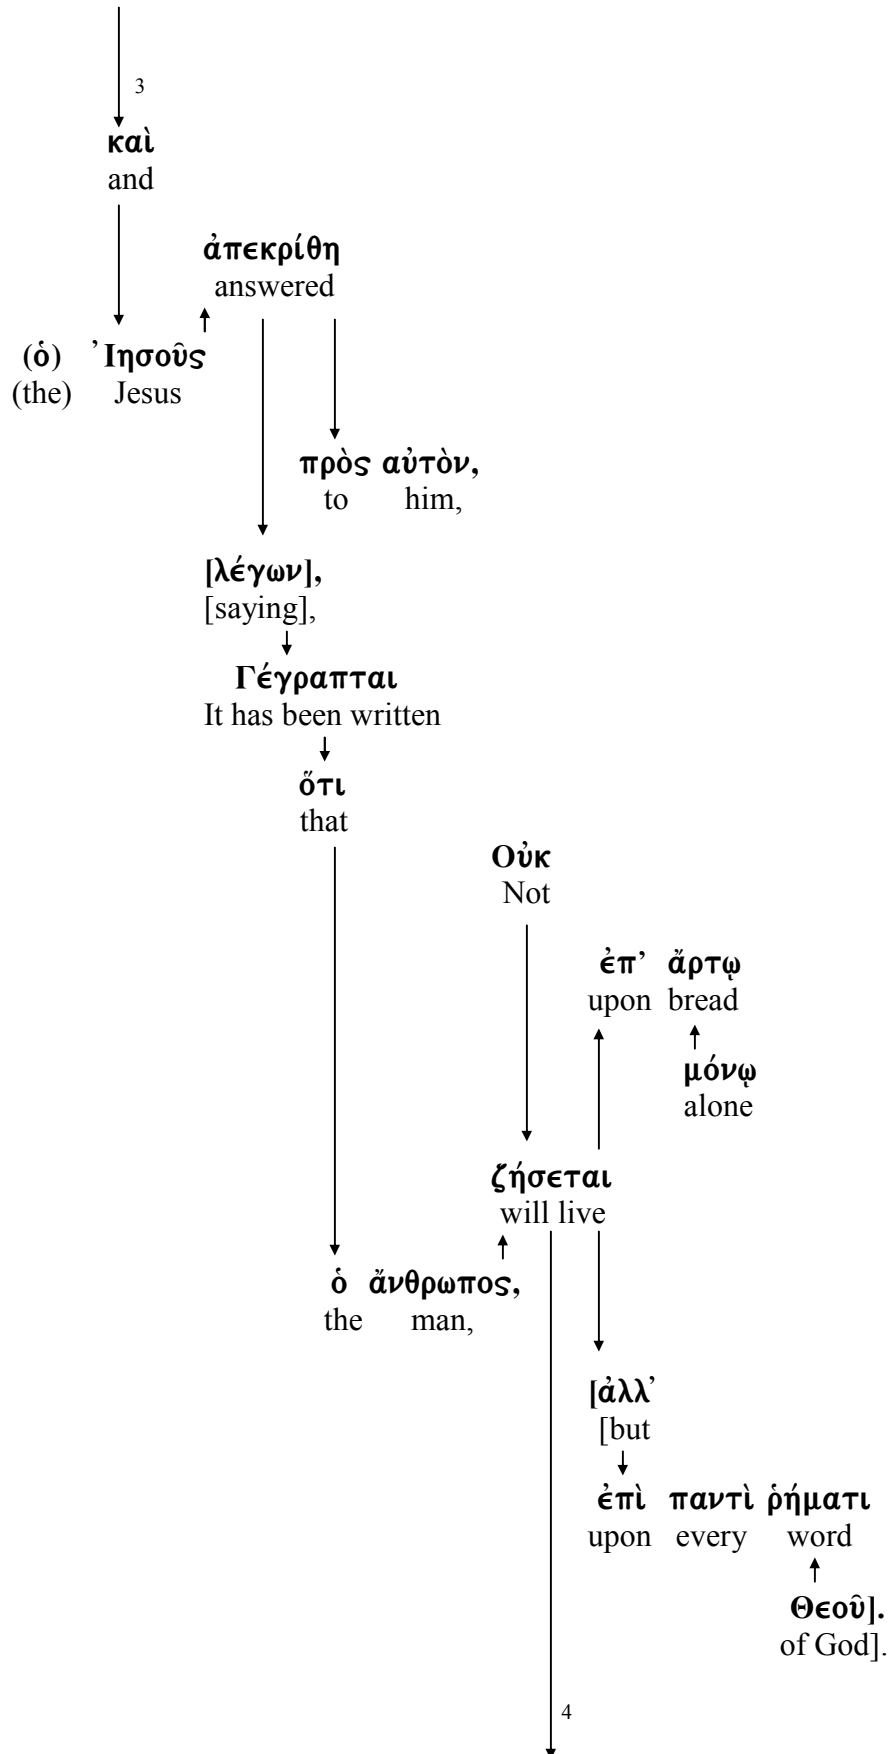 3
καὶ
and
ἀπεκρίθη
answered
(ὁ) ᾿Ιησοῦς
(the) Jesus
πρὸς αὐτὸν,
to him,
[λέγων],
[saying],
Γέγραπται
It has been written
ὅτι
that
Οὐκ
Not
ἐπ’ ἄρτῳ
upon bread
μόνῳ
alone
ζήσεται
will live
ὁ ἄνθρωπος,
the man,
[ἀλλ’
[but
ἐπὶ παντὶ ῥήματι
upon every word
Θεοῦ].
of God].
4